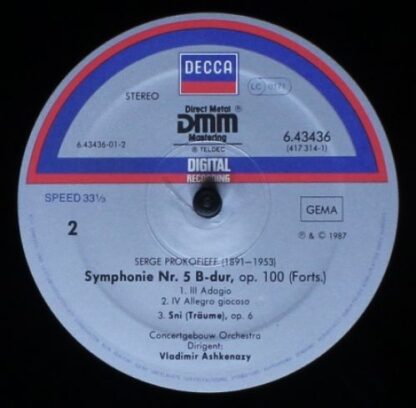 DECCA
STEREO
LC 0171
Direct Metal
DMM
Mastering
℗ TELDEC
6.43436-01-2
6.43436
(417 314-1)
DIGITAL
RECORDING
SPEED 33⅓
GEMA
2
℗ & © 1987
SERGE PROKOFIEFF (1891–1953)
Symphonie Nr. 5 B-dur, op. 100 (Forts.)
1. III Adagio
2. IV Allegro giocoso
3. Sni (Träume), op. 6
Concertgebouw Orchestra
Dirigent:
Vladimir Ashkenazy